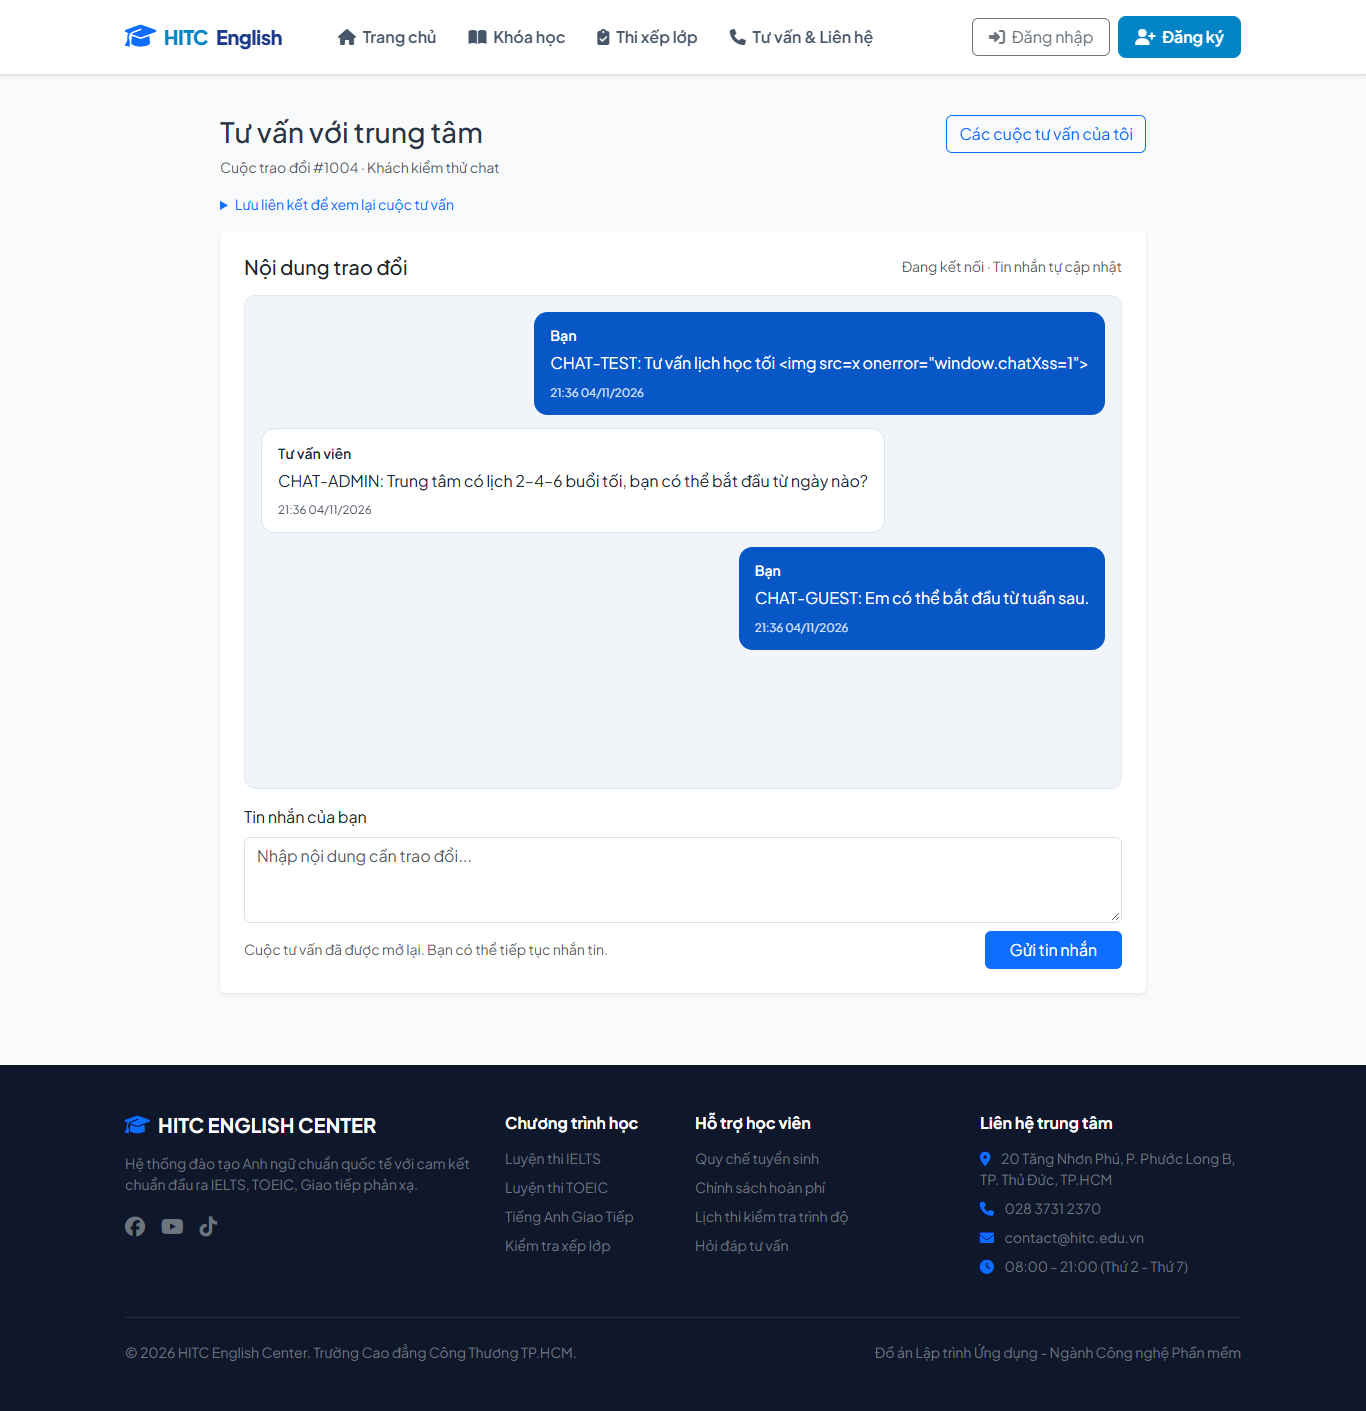 HITC English
Trang chủ
Khóa học
Thi xếp lớp
Tư vấn & Liên hệ
Đăng nhập
Đăng ký
Tư vấn với trung tâm
Các cuộc tư vấn của tôi
Cuộc trao đổi #1004 · Khách kiểm thử chat
Lưu liên kết để xem lại cuộc tư vấn
Nội dung trao đổi
Đang kết nối · Tin nhắn tự cập nhật
Bạn
CHAT-TEST: Tư vấn lịch học tối <img src=x onerror="window.chatXss=1">
21:36 04/11/2026
Tư vấn viên
CHAT-ADMIN: Trung tâm có lịch 2-4-6 buổi tối, bạn có thể bắt đầu từ ngày nào?
21:36 04/11/2026
Bạn
CHAT-GUEST: Em có thể bắt đầu từ tuần sau.
21:36 04/11/2026
Tin nhắn của bạn
Nhập nội dung cần trao đổi...
Cuộc tư vấn đã được mở lại. Bạn có thể tiếp tục nhắn tin.
Gửi tin nhắn
HITC ENGLISH CENTER
Hệ thống đào tạo Anh ngữ chuẩn quốc tế với cam kết
chuẩn đầu ra IELTS, TOEIC, Giao tiếp phản xạ.
Chương trình học
Luyện thi IELTS
Luyện thi TOEIC
Tiếng Anh Giao Tiếp
Kiểm tra xếp lớp
Hỗ trợ học viên
Quy chế tuyển sinh
Chính sách hoàn phí
Lịch thi kiểm tra trình độ
Hỏi đáp tư vấn
Liên hệ trung tâm
20 Tăng Nhơn Phú, P. Phước Long B,
TP. Thủ Đức, TP.HCM
028 3731 2370
contact@hitc.edu.vn
08:00 - 21:00 (Thứ 2 - Thứ 7)
© 2026 HITC English Center. Trường Cao đẳng Công Thương TP.HCM.
Đồ án Lập trình Ứng dụng - Ngành Công nghệ Phần mềm